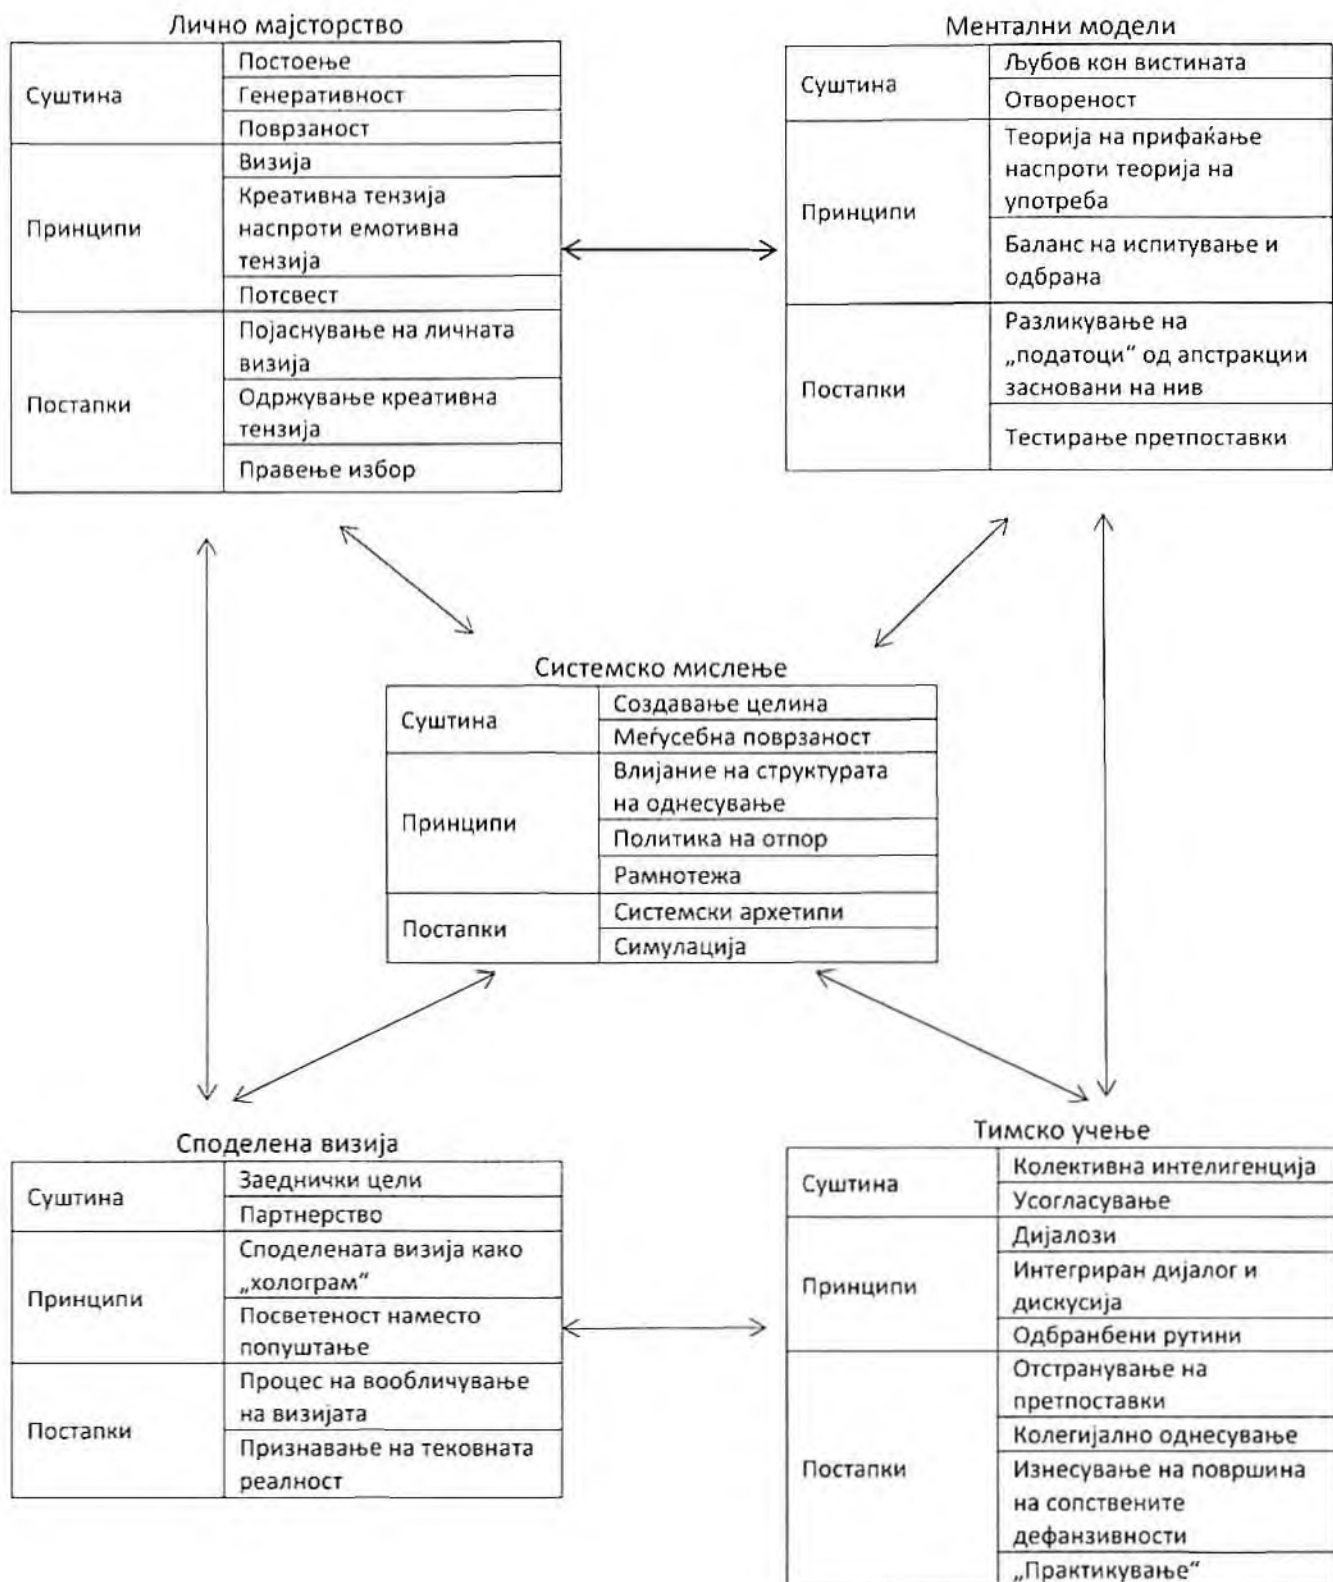 Лично мајсторство
Суштина
Постоење
Генеративност
Поврзаност
Принципи
Визија
Креативна тензија
наспроти емотивна
тензија
Потсвест
Постапки
Појаснување на личната
визија
Одржување креативна
тензија
Правење избор
Ментални модели
Суштина
Љубов кон вистината
Отвореност
Принципи
Теорија на прифаќање
наспроти теорија на
употреба
Баланс на испитување и
одбрана
Постапки
Разликување на
„податоци“ од апстракции
засновани на нив
Тестирање претпоставки
Системско мислење
Суштина
Создавање целина
Меѓусебна поврзаност
Принципи
Влијание на структурата
на однесување
Политика на отпор
Рамнотежа
Постапки
Системски архетипи
Симулација
Споделена визија
Суштина
Заеднички цели
Партнерство
Принципи
Споделената визија како
„холограм“
Посветеност наместо
попуштање
Постапки
Процес на вообличување
на визијата
Признавање на тековната
реалност
Тимско учење
Суштина
Колективна интелигенција
Усогласување
Принципи
Дијалози
Интегриран дијалог и
дискусија
Одбранбени рутини
Постапки
Отстранување на
претпоставки
Колегијално однесување
Изнесување на површина
на сопствените
дефанзивности
„Практикување“